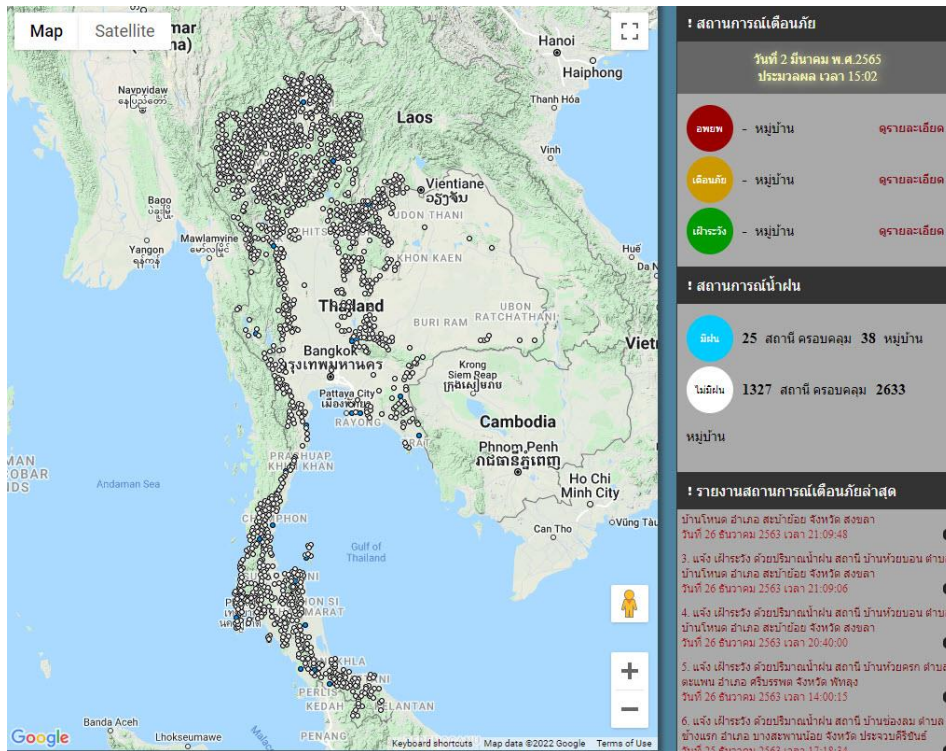 Map
Satellite
Hanoi
Haiphong
Naypyidaw
နေပြည်တော်
Thanh Hóa
Laos
Vinh
Vientiane
ວຽງຈັນ
UDON THANI
Bago
ပဲခူးမြို့
Mawlamyine
Yangon
ရန်ကုန်
KHON KAEN
Huế
Thailand
UBON
RATCHATHANI
BURI RAM
Bangkok
กรุงเทพมหานคร
Krong
Siem Reap
ក្រុងសៀមរាប
Pattaya City
เมืองพัทยา
RAYONG
Cambodia
Phnom Penh
រាជធានីភ្នំពេញ
PRACHUAP
KHIRI KHAN
Ho Chi
Minh City
Andaman Sea
Can Tho
Vũng Tàu
Gulf of
Thailand
PERLIS
KEDAH
KELANTAN
PENANG
Banda Aceh
Lhokseumawe
Google
Keyboard shortcuts
Map data ©2022 Google
Terms of Use
! สถานการณ์เตือนภัย
วันที่ 2 มีนาคม พ.ศ.2565
ประมวลผล เวลา 15:02
อพยพ - หมู่บ้าน ดูรายละเอียด
เตือนภัย - หมู่บ้าน ดูรายละเอียด
เฝ้าระวัง - หมู่บ้าน ดูรายละเอียด
! สถานการณ์น้ำฝน
มีฝน 25 สถานี ครอบคลุม 38 หมู่บ้าน
ไม่มีฝน 1327 สถานี ครอบคลุม 2633
หมู่บ้าน
! รายงานสถานการณ์เตือนภัยล่าสุด
บ้านโหนด อำเภอ สะบ้าย้อย จังหวัด สงขลา
วันที่ 26 ธันวาคม 2563 เวลา 21:09:48
3. แจ้ง เฝ้าระวัง ด้วยปริมาณน้ำฝน สถานี บ้านห้วยบอน ตำบล
บ้านโหนด อำเภอ สะบ้าย้อย จังหวัด สงขลา
วันที่ 26 ธันวาคม 2563 เวลา 21:09:06
4. แจ้ง เฝ้าระวัง ด้วยปริมาณน้ำฝน สถานี บ้านห้วยบอน ตำบล
บ้านโหนด อำเภอ สะบ้าย้อย จังหวัด สงขลา
วันที่ 26 ธันวาคม 2563 เวลา 20:40:00
5. แจ้ง เฝ้าระวัง ด้วยปริมาณน้ำฝน สถานี บ้านห้วยครก ตำบล
ตะแพน อำเภอ ศรีบรรพต จังหวัด พัทลุง
วันที่ 26 ธันวาคม 2563 เวลา 14:00:15
6. แจ้ง เฝ้าระวัง ด้วยปริมาณน้ำฝน สถานี บ้านช่องลม ตำบล
ช้างแรก อำเภอ บางสะพานน้อย จังหวัด ประจวบคีรีขันธ์